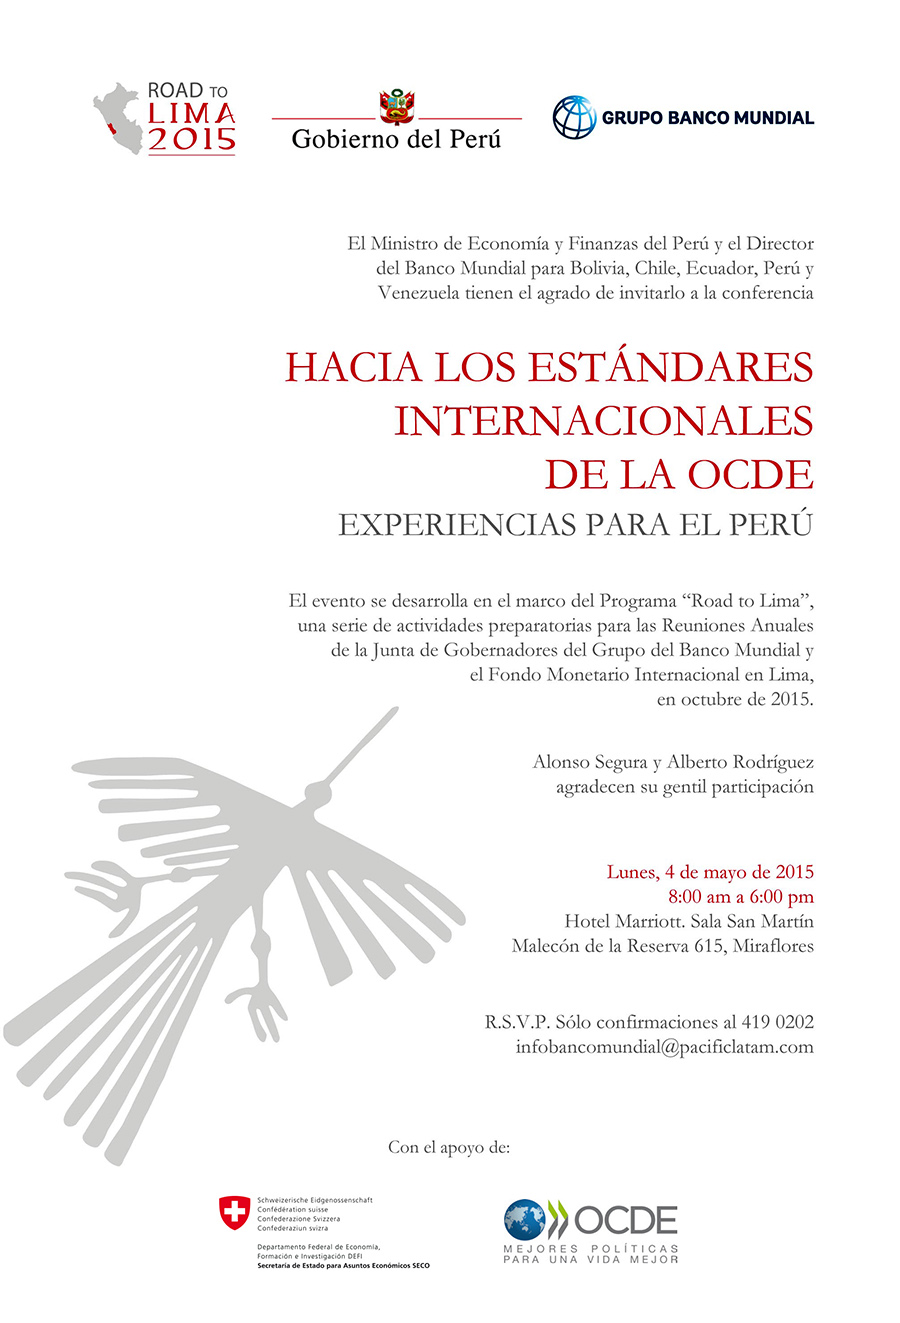 ROAD TO
LIMA
2015
Gobierno del Perú
GRUPO BANCO MUNDIAL
El Ministro de Economía y Finanzas del Perú y el Director
del Banco Mundial para Bolivia, Chile, Ecuador, Perú y
Venezuela tienen el agrado de invitarlo a la conferencia
HACIA LOS ESTÁNDARES
INTERNACIONALES
DE LA OCDE
EXPERIENCIAS PARA EL PERÚ
El evento se desarrolla en el marco del Programa “Road to Lima”,
una serie de actividades preparatorias para las Reuniones Anuales
de la Junta de Gobernadores del Grupo del Banco Mundial y
el Fondo Monetario Internacional en Lima,
en octubre de 2015.
Alonso Segura y Alberto Rodríguez
agradecen su gentil participación
Lunes, 4 de mayo de 2015
8:00 am a 6:00 pm
Hotel Marriott. Sala San Martín
Malecón de la Reserva 615, Miraflores
R.S.V.P. Sólo confirmaciones al 419 0202
infobancomundial@pacificlatam.com
Con el apoyo de:
Schweizerische Eidgenossenschaft
Confédération suisse
Confederazione Svizzera
Confederaziun svizra
Departamento Federal de Economía,
Formación e Investigación DEFI
Secretaría de Estado para Asuntos Económicos SECO
OCDE
MEJORES POLÍTICAS
PARA UNA VIDA MEJOR